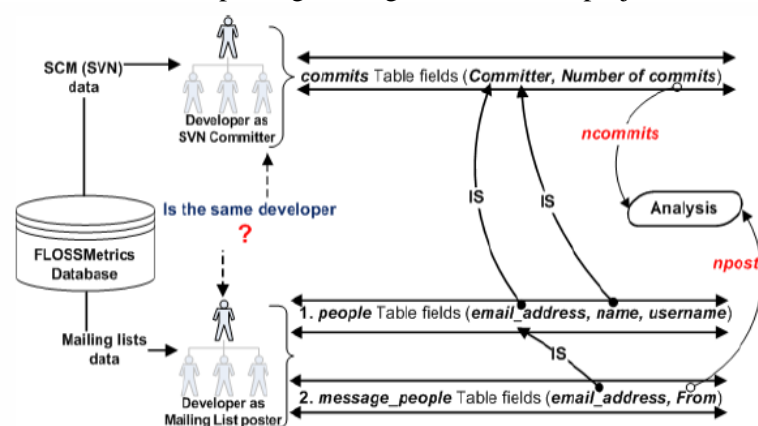 SCM (SVN)
data
commits Table fields (Committer, Number of commits)
Developer as
SVN Committer
ncommits
IS
IS
Is the same developer
?
Analysis
FLOSSMetrics
Database
npost
1. people Table fields (email_address, name, username)
Mailing lists
data
IS
2. message_people Table fields (email_address, From)
Developer as
Mailing List poster